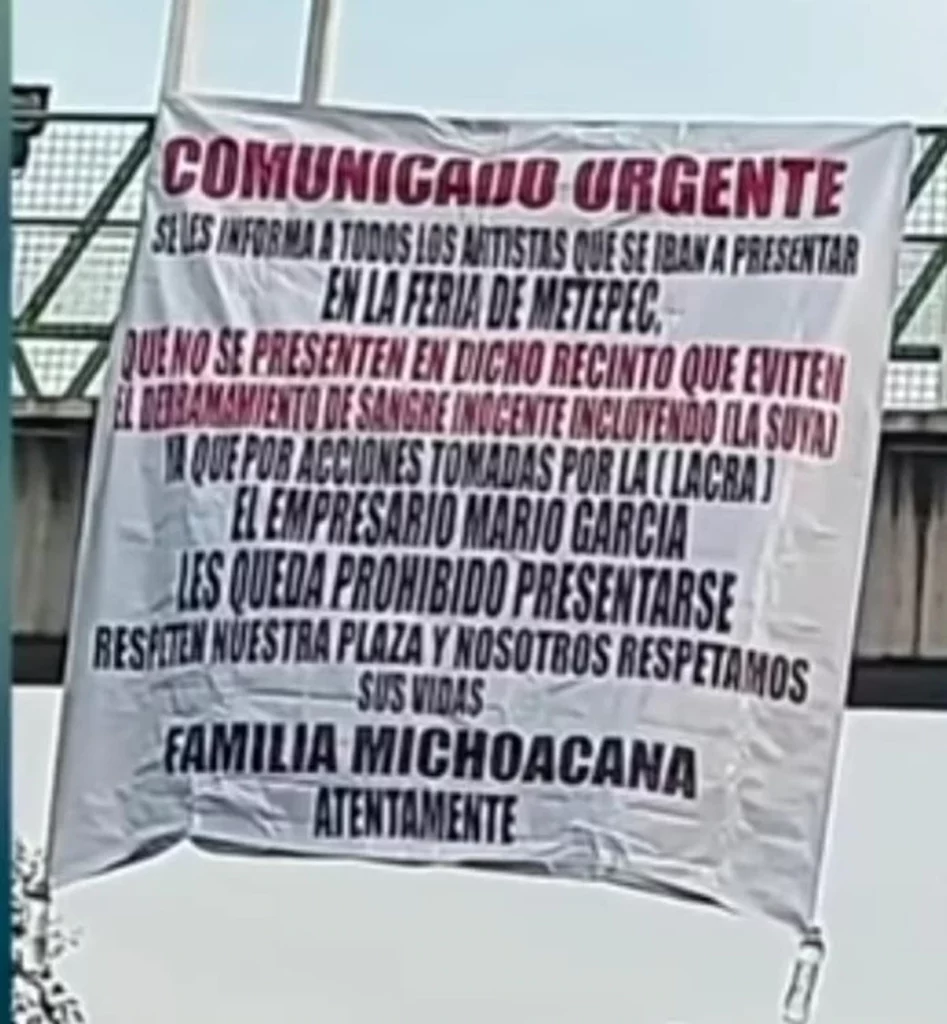 COMUNICADO URGENTE
SE LES INFORMA A TODOS LOS ARTISTAS QUE SE IBAN A PRESENTAR
EN LA FERIA DE METEPEC.
QUE NO SE PRESENTEN EN DICHO RECINTO QUE EVITEN
EL DERRAMAMIENTO DE SANGRE INOCENTE INCLUYENDO (LA SUYA)
YA QUE POR ACCIONES TOMADAS POR LA ( LACRA )
EL EMPRESARIO MARIO GARCIA
LES QUEDA PROHIBIDO PRESENTARSE
RESPETEN NUESTRA PLAZA Y NOSOTROS RESPETAMOS
SUS VIDAS
FAMILIA MICHOACANA
ATENTAMENTE